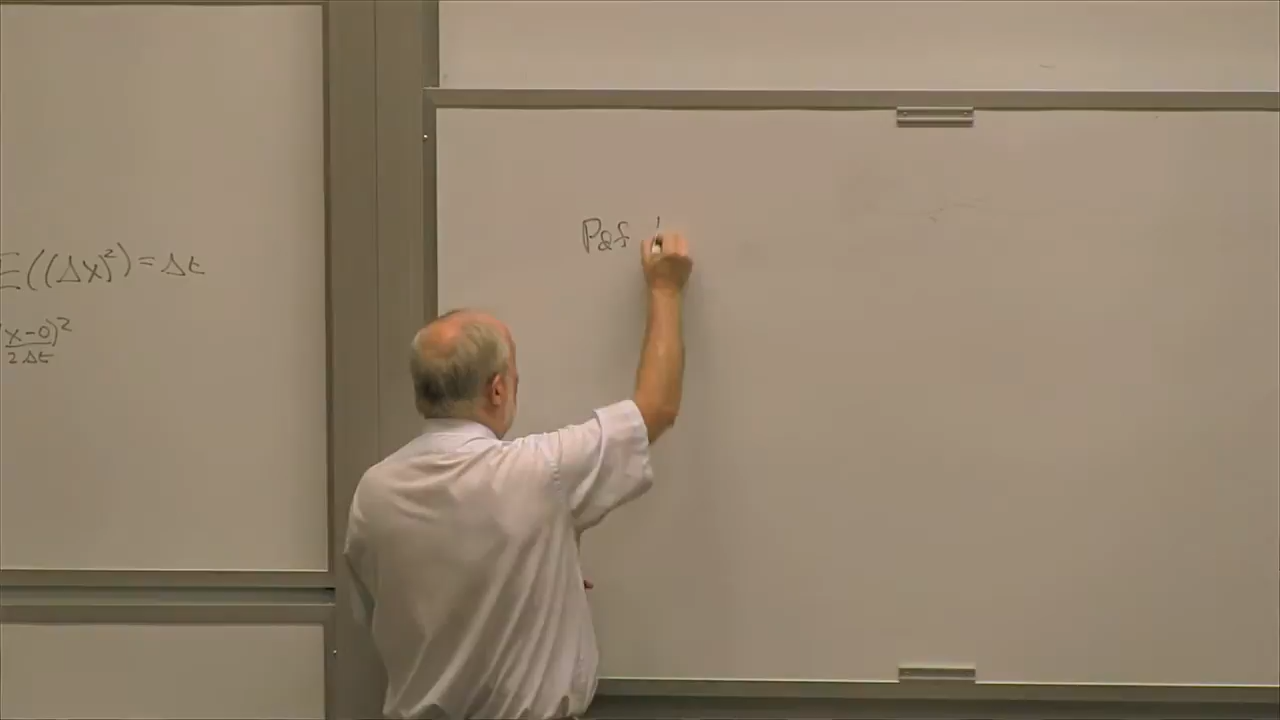 E((Δx)²) = Δt
(x-0)²
2Δt
Pdf